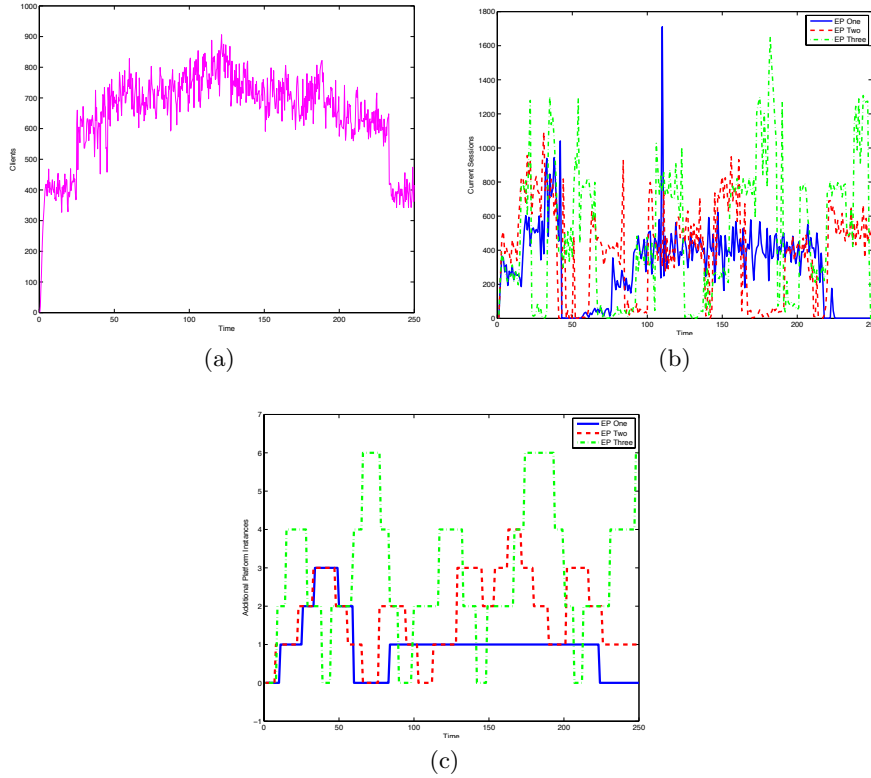 1000
900
800
700
600
500
400
300
200
100
0
0 50 100 150 200 250
Clients
Time
(a)
1800
1600
1400
1200
1000
800
600
400
200
0
0 50 100 150 200 250
Current Sessions
Time
EP One
EP Two
EP Three
(b)
7
6
5
4
3
2
1
0
−1
0 50 100 150 200 250
Additional Platform Instances
Time
EP One
EP Two
EP Three
(c)